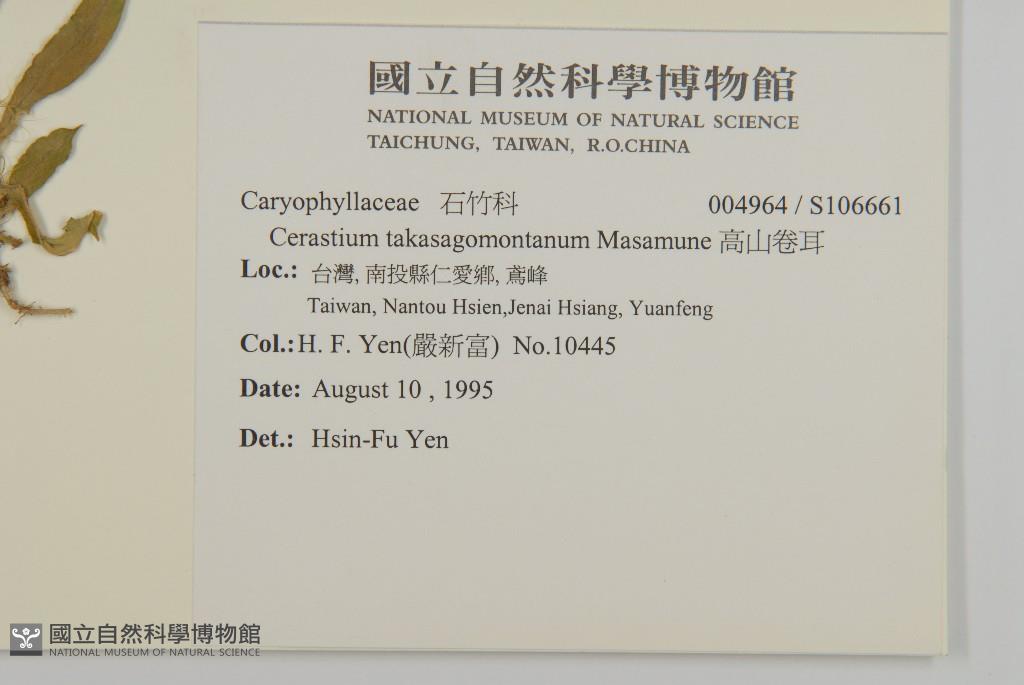 國立自然科學博物館
NATIONAL MUSEUM OF NATURAL SCIENCE
TAICHUNG, TAIWAN, R.O.CHINA
Caryophyllaceae 石竹科 004964 / S106661
Cerastium takasagomontanum Masamune 高山卷耳
Loc.: 台灣, 南投縣仁愛鄉, 鳶峰
Taiwan, Nantou Hsien,Jenai Hsiang, Yuanfeng
Col.:H. F. Yen(嚴新富) No.10445
Date: August 10 , 1995
Det.: Hsin-Fu Yen
國立自然科學博物館
NATIONAL MUSEUM OF NATURAL SCIENCE